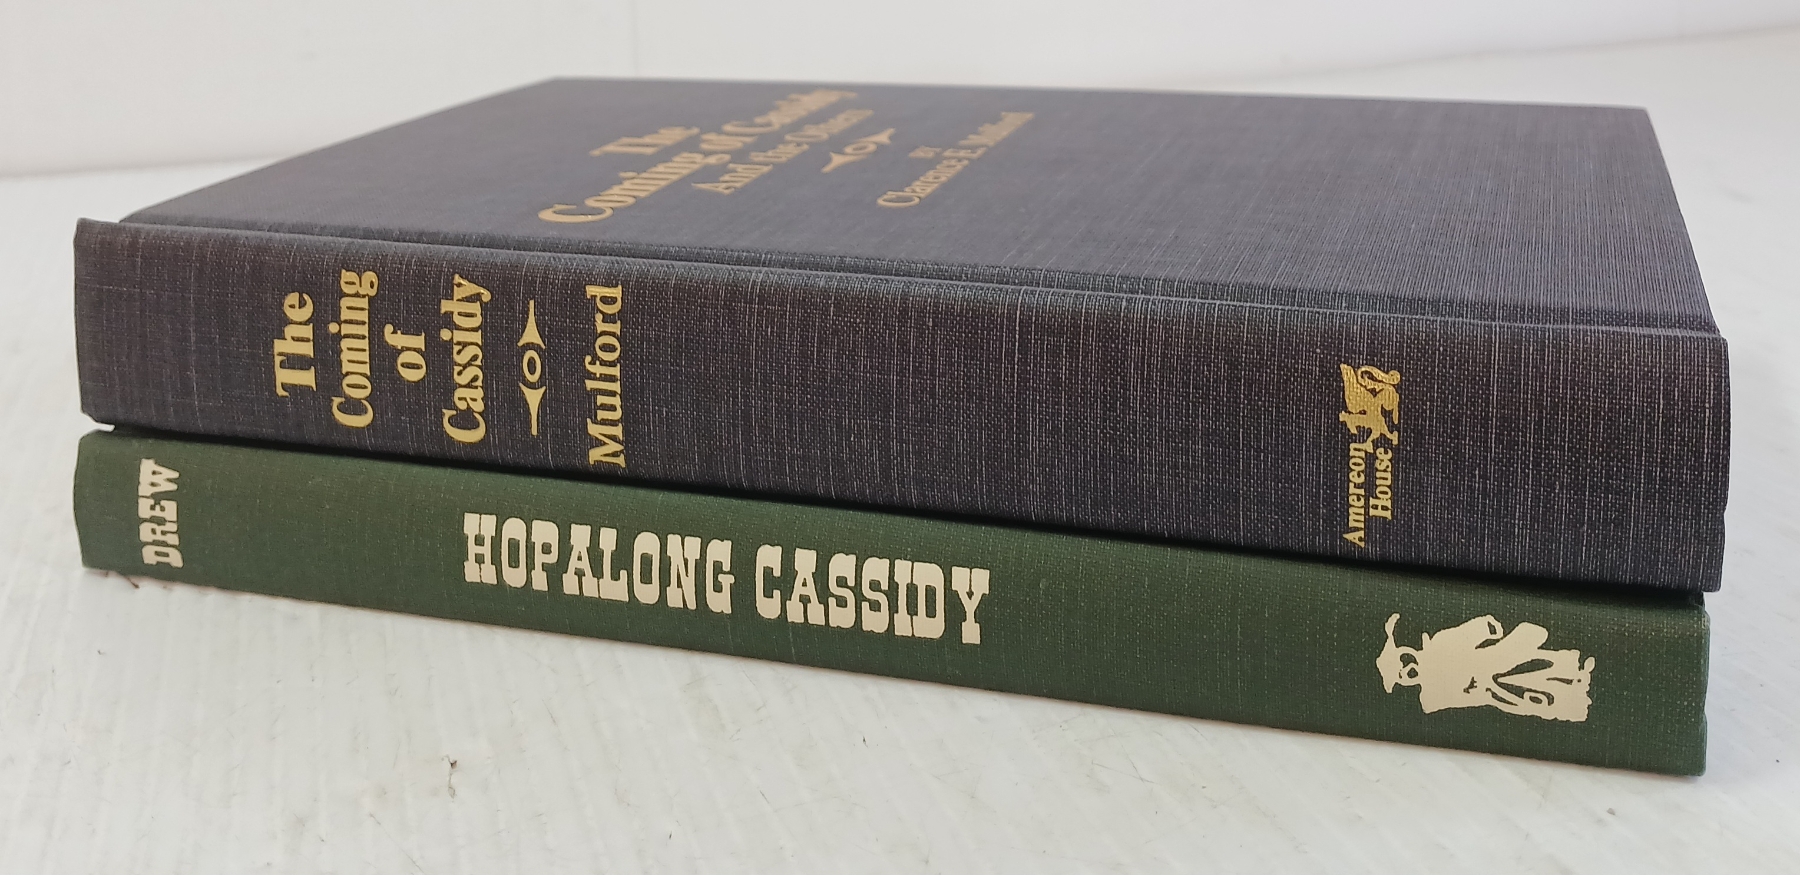 The
Coming of Cassidy
And the Others
BY
Clarence E. Mulford
The
Coming
of
Cassidy
Mulford
Amereon
House
DREW
HOPALONG CASSIDY